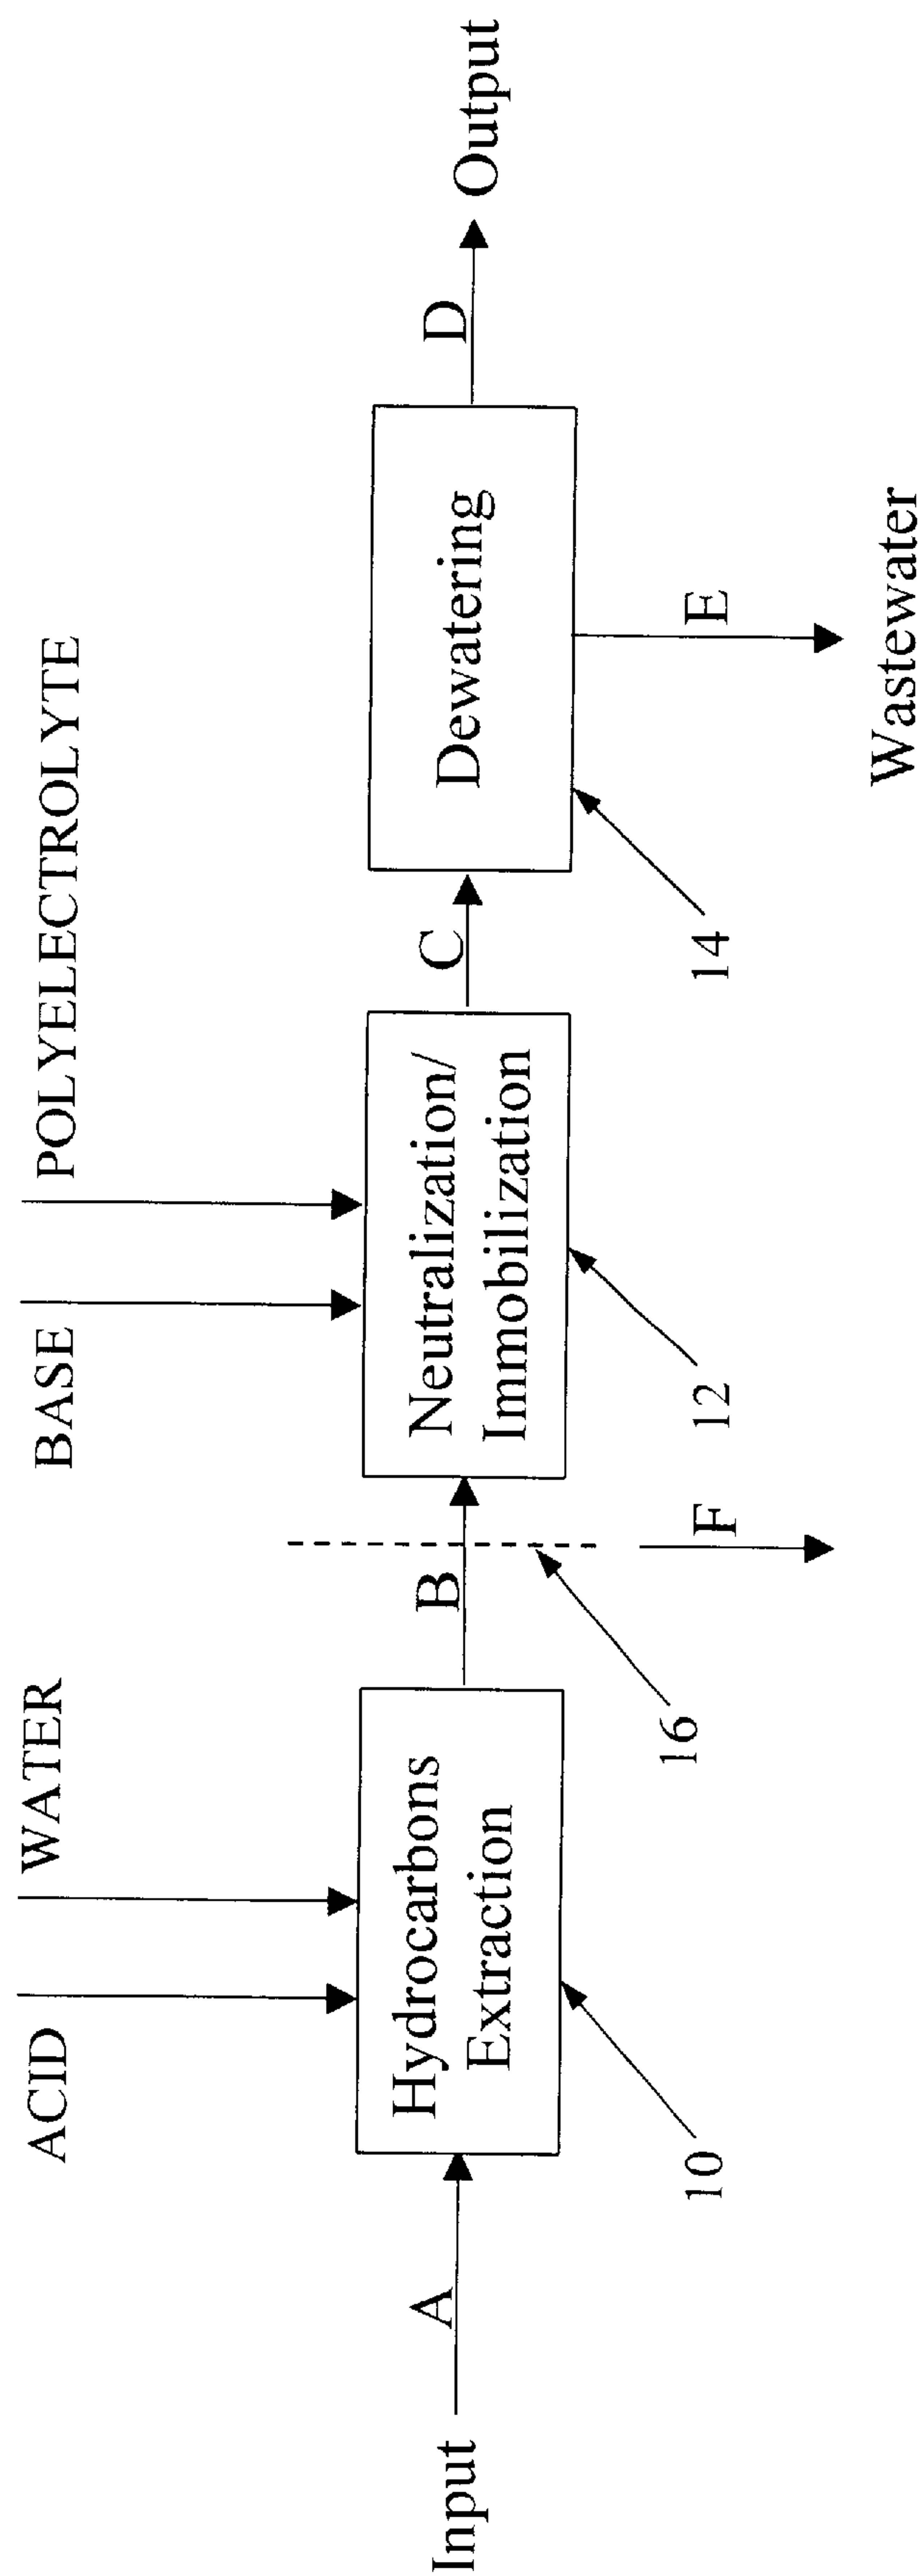 ACID
WATER
BASE
POLYELECTROLYTE
Input
A
Hydrocarbons
Extraction
B
Neutralization/
Immobilization
C
Dewatering
D
Output
10
16
F
12
14
E
Wastewater